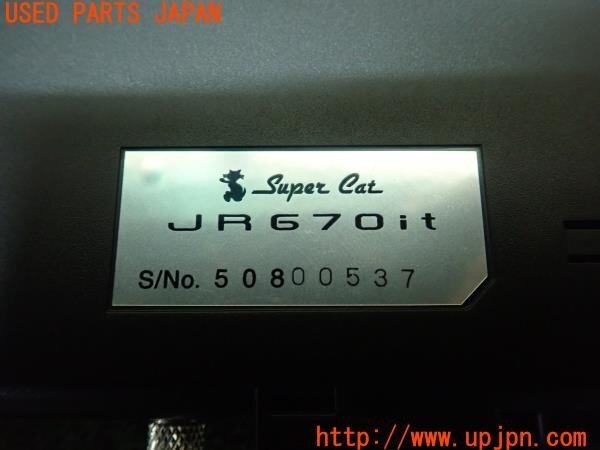 USED PARTS JAPAN
Super Cat
JR670it
S/No. 50800537
http://www.upjpn.com